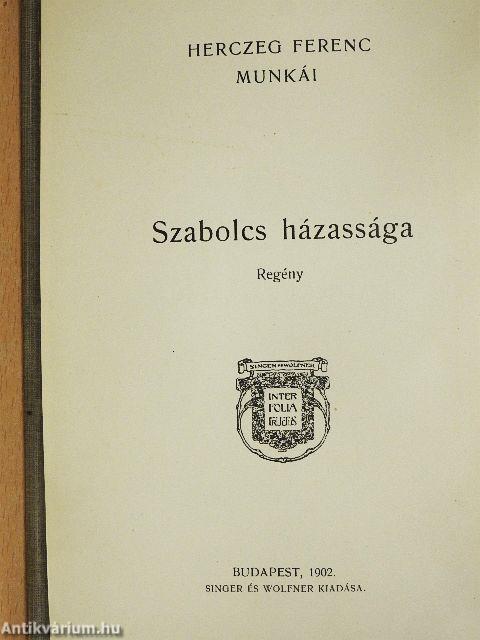 HERCZEG FERENC
MUNKÁI
Szabolcs házassága
Regény
SINGER ÉS WOLFNER
INTER
FOLIA
FRUCTUS
BUDAPEST, 1902.
SINGER ÉS WOLFNER KIADÁSA.
Antikvárium.hu